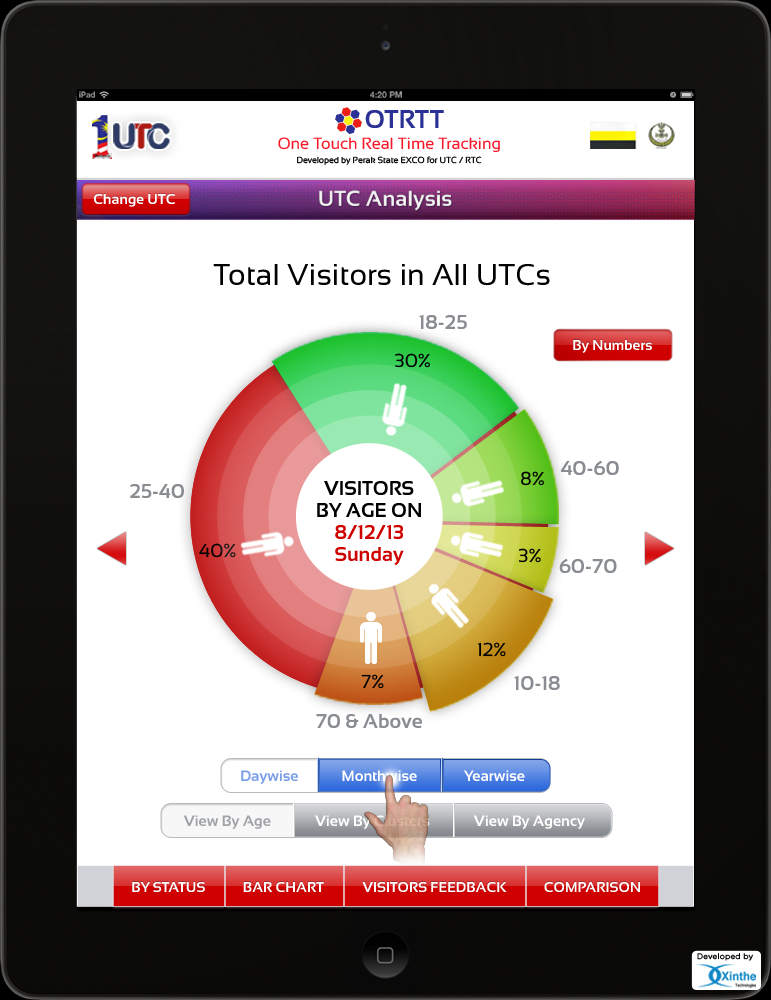 iPad
4:20 PM
1UTC
OTRTT
One Touch Real Time Tracking
Developed by Perak State EXCO for UTC / RTC
Change UTC
UTC Analysis
Total Visitors in All UTCs
18-25
By Numbers
30%
40-60
8%
25-40
VISITORS
BY AGE ON
8/12/13
Sunday
40%
3%
60-70
12%
10-18
7%
70 & Above
Daywise
Monthwise
Yearwise
View By Age
View By Clusters
View By Agency
BY STATUS
BAR CHART
VISITORS FEEDBACK
COMPARISON
Developed by
Xinthe
Technologies